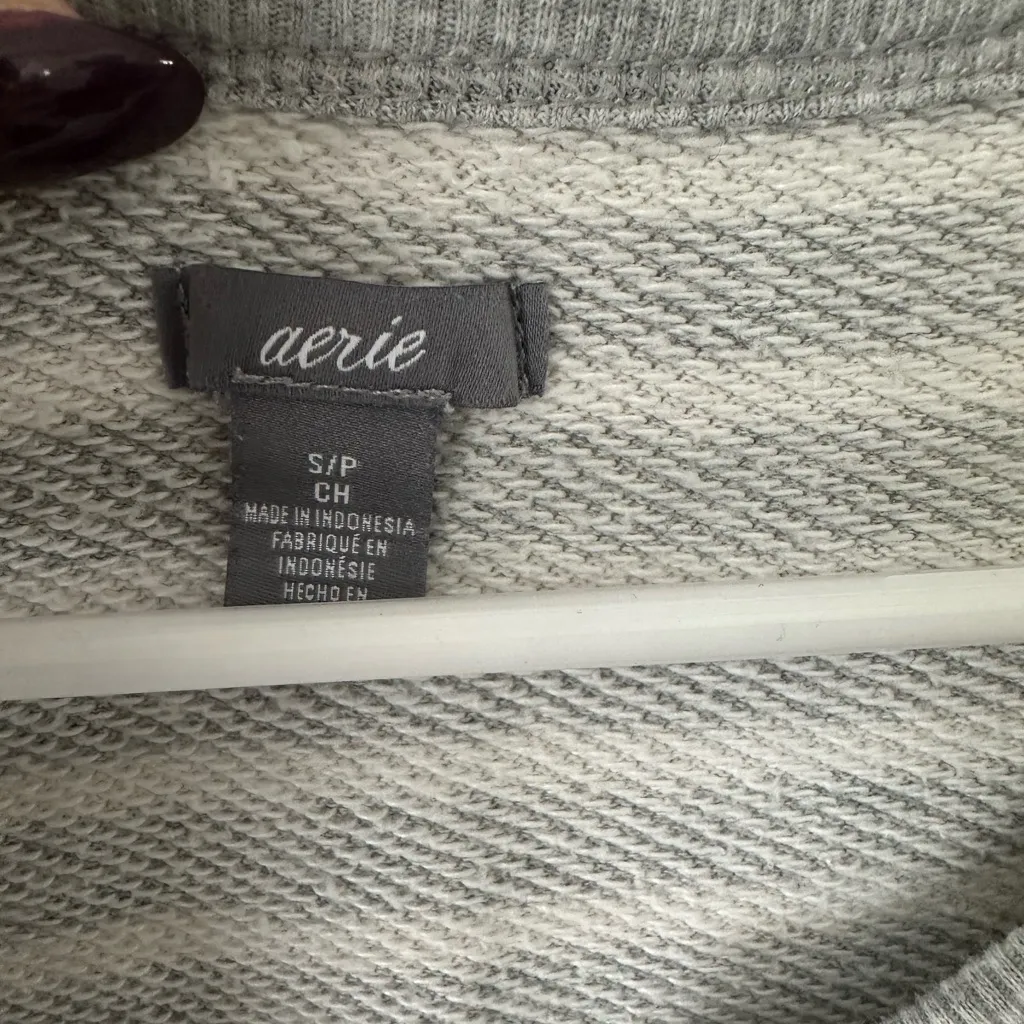 aerie
S/P
CH
MADE IN INDONESIA
FABRIQUÉ EN
INDONÉSIE
HECHO EN